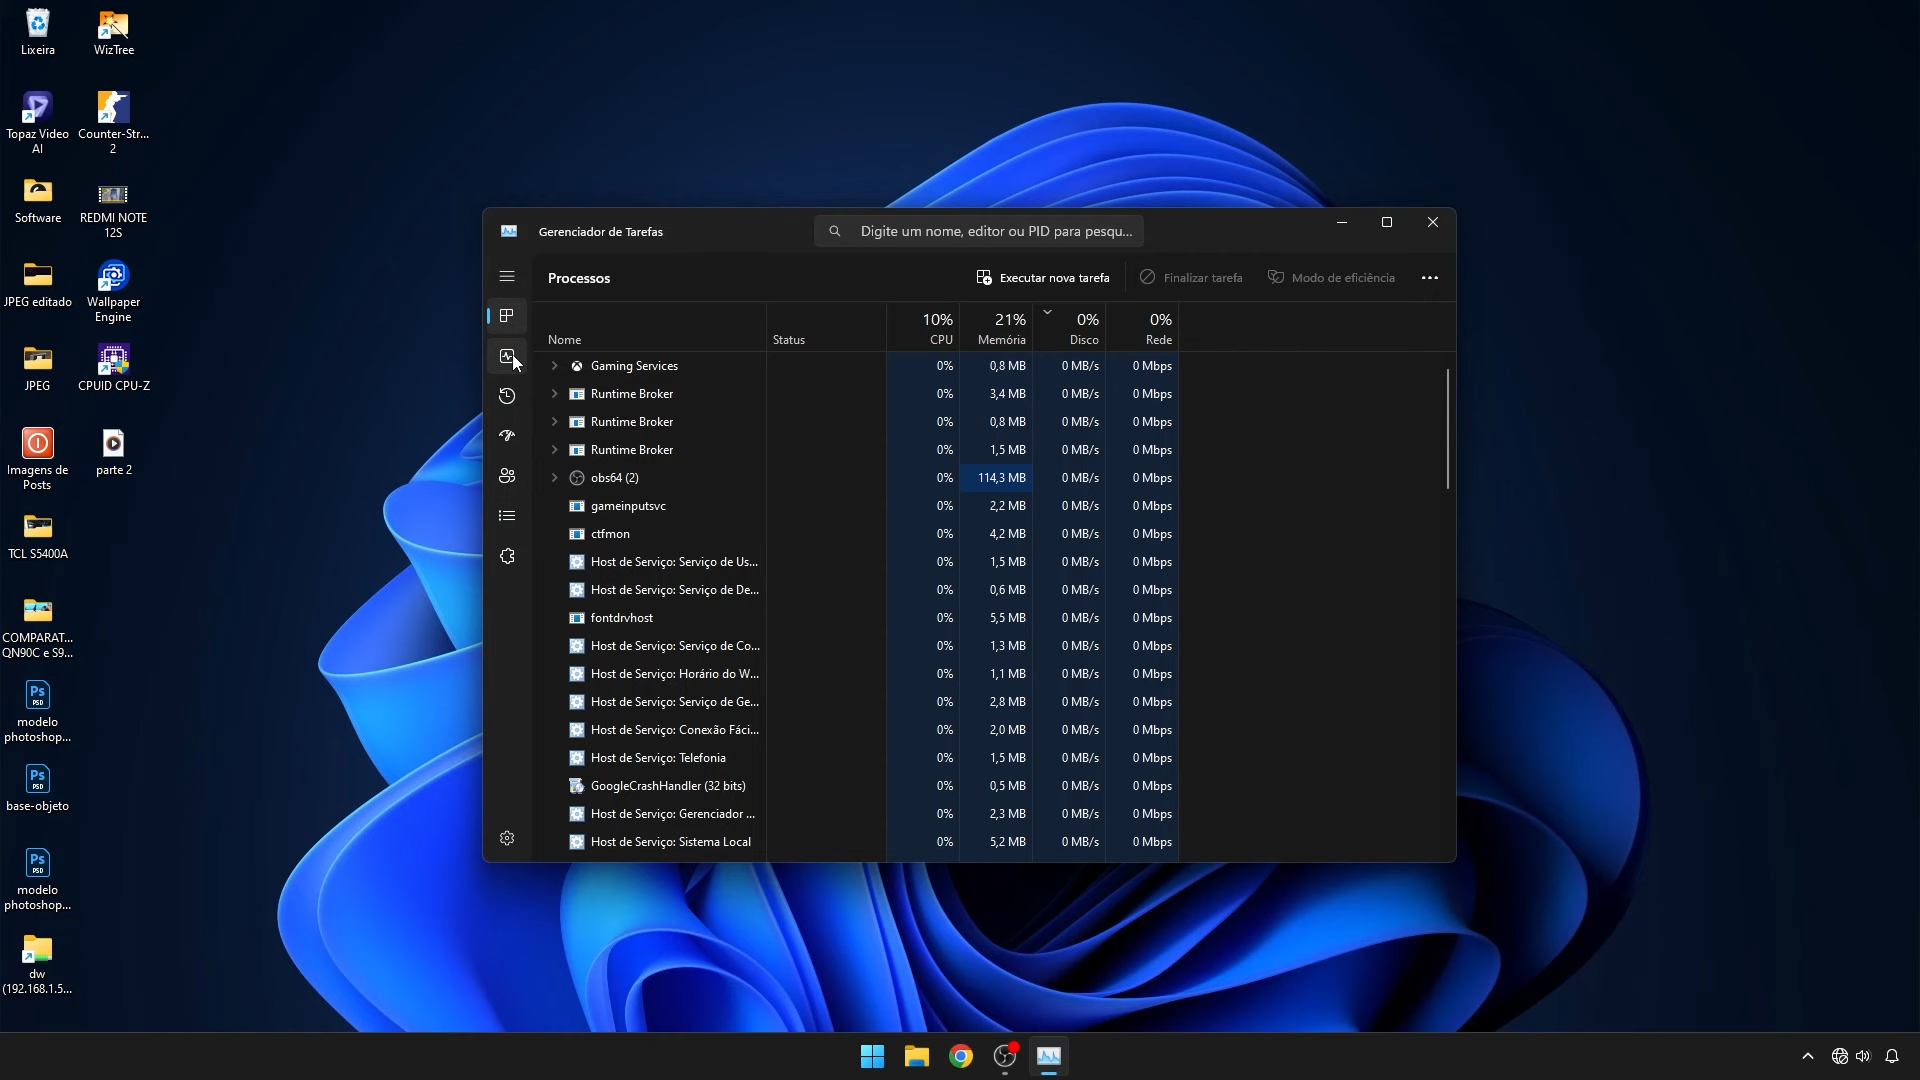 Lixeira
WizTree
Topaz Video
AI
Counter-Str...
2
Software
REDMI NOTE
12S
JPEG editado
Wallpaper
Engine
JPEG
CPUID CPU-Z
Imagens de
Posts
parte 2
TCL S5400A
COMPARAT...
QN90C e S9...
Ps
PSD
modelo
photoshop...
Ps
PSD
base-objeto
Ps
PSD
modelo
photoshop...
dw
(192.168.1.5...
Gerenciador de Tarefas
Digite um nome, editor ou PID para pesqu...
Processos
Executar nova tarefa
Finalizar tarefa
Modo de eficiência
10% 21% 0% 0%
Nome Status CPU Memória Disco Rede
Gaming Services 0% 0,8 MB 0 MB/s 0 Mbps
Runtime Broker 0% 3,4 MB 0 MB/s 0 Mbps
Runtime Broker 0% 0,8 MB 0 MB/s 0 Mbps
Runtime Broker 0% 1,5 MB 0 MB/s 0 Mbps
obs64 (2) 0% 114,3 MB 0 MB/s 0 Mbps
gameinputsvc 0% 2,2 MB 0 MB/s 0 Mbps
ctfmon 0% 4,2 MB 0 MB/s 0 Mbps
Host de Serviço: Serviço de Us... 0% 1,5 MB 0 MB/s 0 Mbps
Host de Serviço: Serviço de De... 0% 0,6 MB 0 MB/s 0 Mbps
fontdrvhost 0% 5,5 MB 0 MB/s 0 Mbps
Host de Serviço: Serviço de Co... 0% 1,3 MB 0 MB/s 0 Mbps
Host de Serviço: Horário do W... 0% 1,1 MB 0 MB/s 0 Mbps
Host de Serviço: Serviço de Ge... 0% 2,8 MB 0 MB/s 0 Mbps
Host de Serviço: Conexão Fáci... 0% 2,0 MB 0 MB/s 0 Mbps
Host de Serviço: Telefonia 0% 1,5 MB 0 MB/s 0 Mbps
GoogleCrashHandler (32 bits) 0% 0,5 MB 0 MB/s 0 Mbps
Host de Serviço: Gerenciador ... 0% 2,3 MB 0 MB/s 0 Mbps
Host de Serviço: Sistema Local 0% 5,2 MB 0 MB/s 0 Mbps